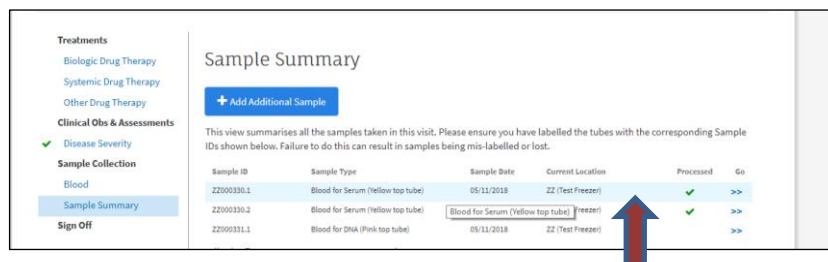 Treatments
Biologic Drug Therapy
Systemic Drug Therapy
Other Drug Therapy
Clinical Obs & Assessments
Disease Severity
Sample Collection
Blood
Sample Summary
Sign Off
Sample Summary
+ Add Additional Sample
This view summarises all the samples taken in this visit. Please ensure you have labelled the tubes with the corresponding Sample
IDs shown below. Failure to do this can result in samples being mis-labelled or lost.
Sample ID Sample Type Sample Date Current Location Processed Go
ZZ000330.1 Blood for Serum (Yellow top tube) 05/11/2018 ZZ (Test Freezer) ✔ >>
ZZ000330.2 Blood for Serum (Yellow top tube) Blood for Serum (Yellow top tube) Freezer) ✔ >>
ZZ000331.1 Blood for DNA (Pink top tube) 05/11/2018 ZZ (Test Freezer) >>